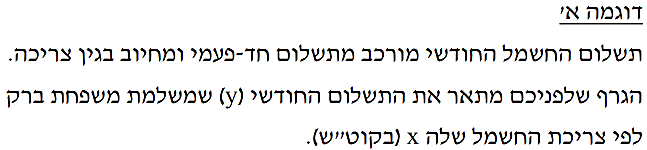 דוגמה א'
תשלום החשמל החודשי מורכב מתשלום חד-פעמי ומחיוב בגין צריכה.
הגרף שלפניכם מתאר את התשלום החודשי (y) שמשלמת משפחת ברק
לפי צריכת החשמל שלה x (בקוט"ש).